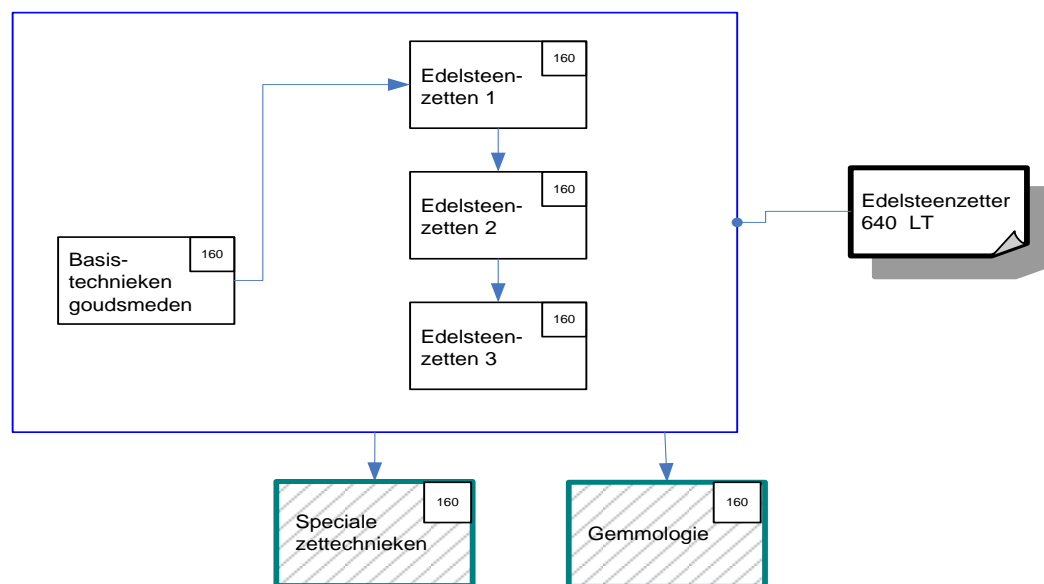 160
Edelsteen-
zetten 1
160
Edelsteen-
zetten 2
160
Edelsteen-
zetten 3
160
Basis-
technieken
goudsmeden
Edelsteenzetter
640 LT
160
Speciale
zettechnieken
160
Gemmologie